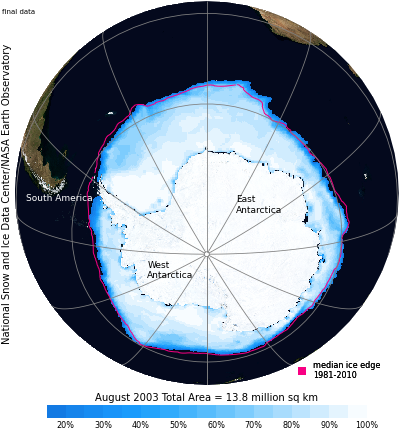 final data
National Snow and Ice Data Center/NASA Earth Observatory
South America
East
Antarctica
West
Antarctica
median ice edge
1981-2010
August 2003 Total Area = 13.8 million sq km
20% 30% 40% 50% 60% 70% 80% 90% 100%